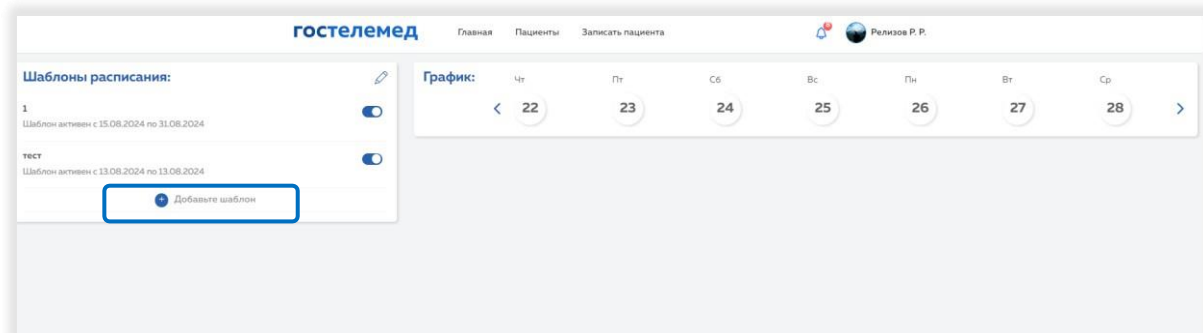 гостелемед Главная Пациенты Записать пациента Релизов Р. Р.
Шаблоны расписания:
1
Шаблон активен с 15.08.2024 по 31.08.2024
тест
Шаблон активен с 13.08.2024 по 13.08.2024
Добавьте шаблон
График: Чт Пт Сб Вс Пн Вт Ср
22 23 24 25 26 27 28